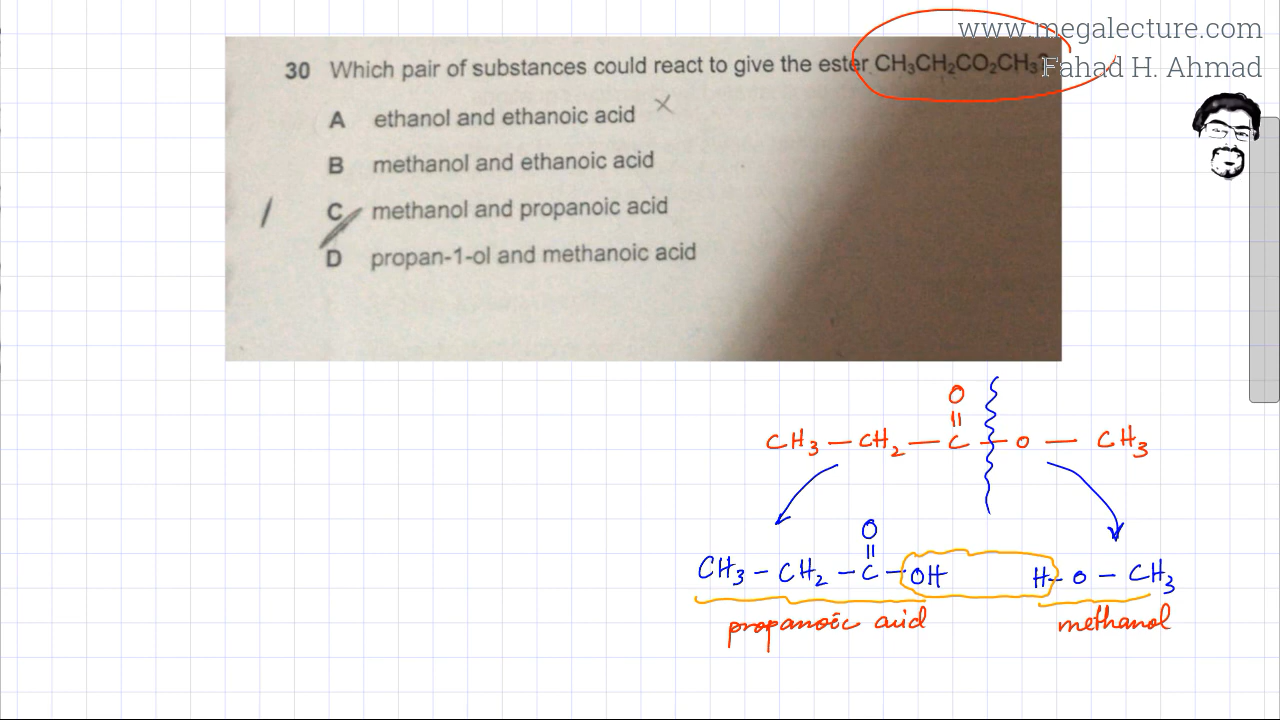 www.megalecture.com
Fahad H. Ahmad
30 Which pair of substances could react to give the ester CH₃CH₂CO₂CH₃?
A ethanol and ethanoic acid ×
B methanol and ethanoic acid
C methanol and propanoic acid
D propan-1-ol and methanoic acid
O
||
CH₃ — CH₂ — C — O — CH₃
O
||
CH₃ — CH₂ — C — OH H — O — CH₃
propanoic acid methanol